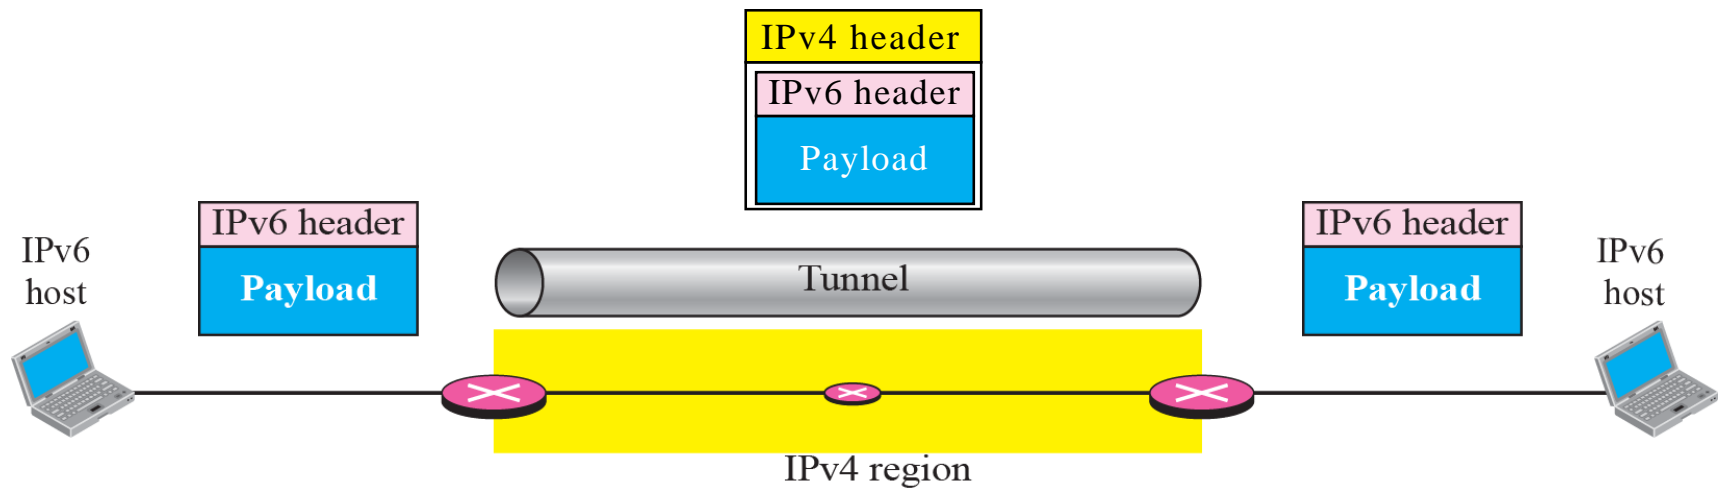 IPv4 header
IPv6 header
Payload
IPv6 header
Payload
IPv6
host
Tunnel
IPv6 header
Payload
IPv6
host
IPv4 region